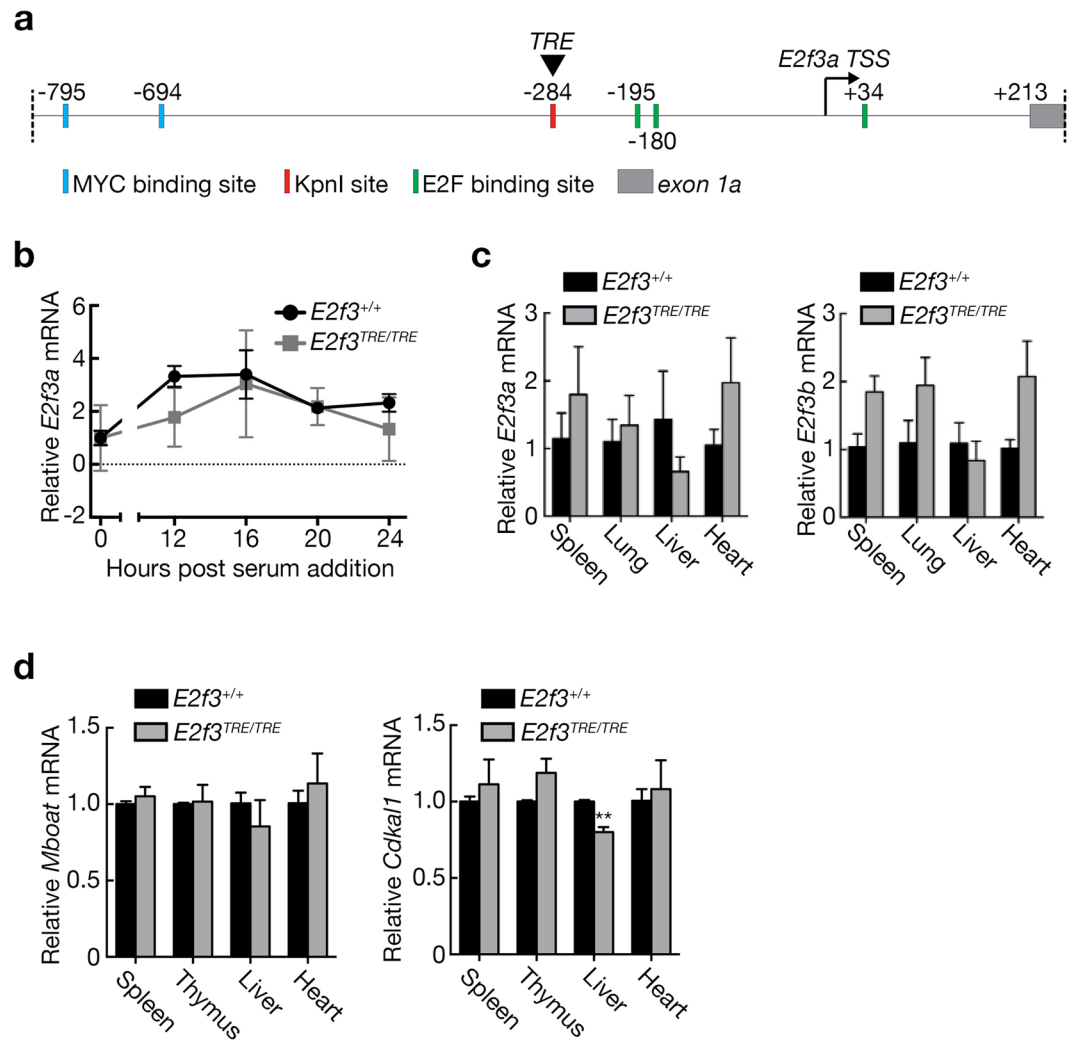 a
TRE
E2f3a TSS
-795 -694 -284 -195 +34 +213
-180
MYC binding site KpnI site E2F binding site exon 1a
b
E2f3+/+
E2f3TRE/TRE
Relative E2f3a mRNA
6
4
2
0
-2
0 12 16 20 24
Hours post serum addition
c
E2f3+/+
E2f3TRE/TRE
Relative E2f3a mRNA
3
2
1
0
Spleen Lung Liver Heart
E2f3+/+
E2f3TRE/TRE
Relative E2f3b mRNA
3
2
1
0
Spleen Lung Liver Heart
d
E2f3+/+
E2f3TRE/TRE
Relative Mboat mRNA
1.5
1.0
0.5
0
Spleen Thymus Liver Heart
E2f3+/+
E2f3TRE/TRE
Relative Cdkal1 mRNA
1.5
1.0
0.5
0
**
Spleen Thymus Liver Heart